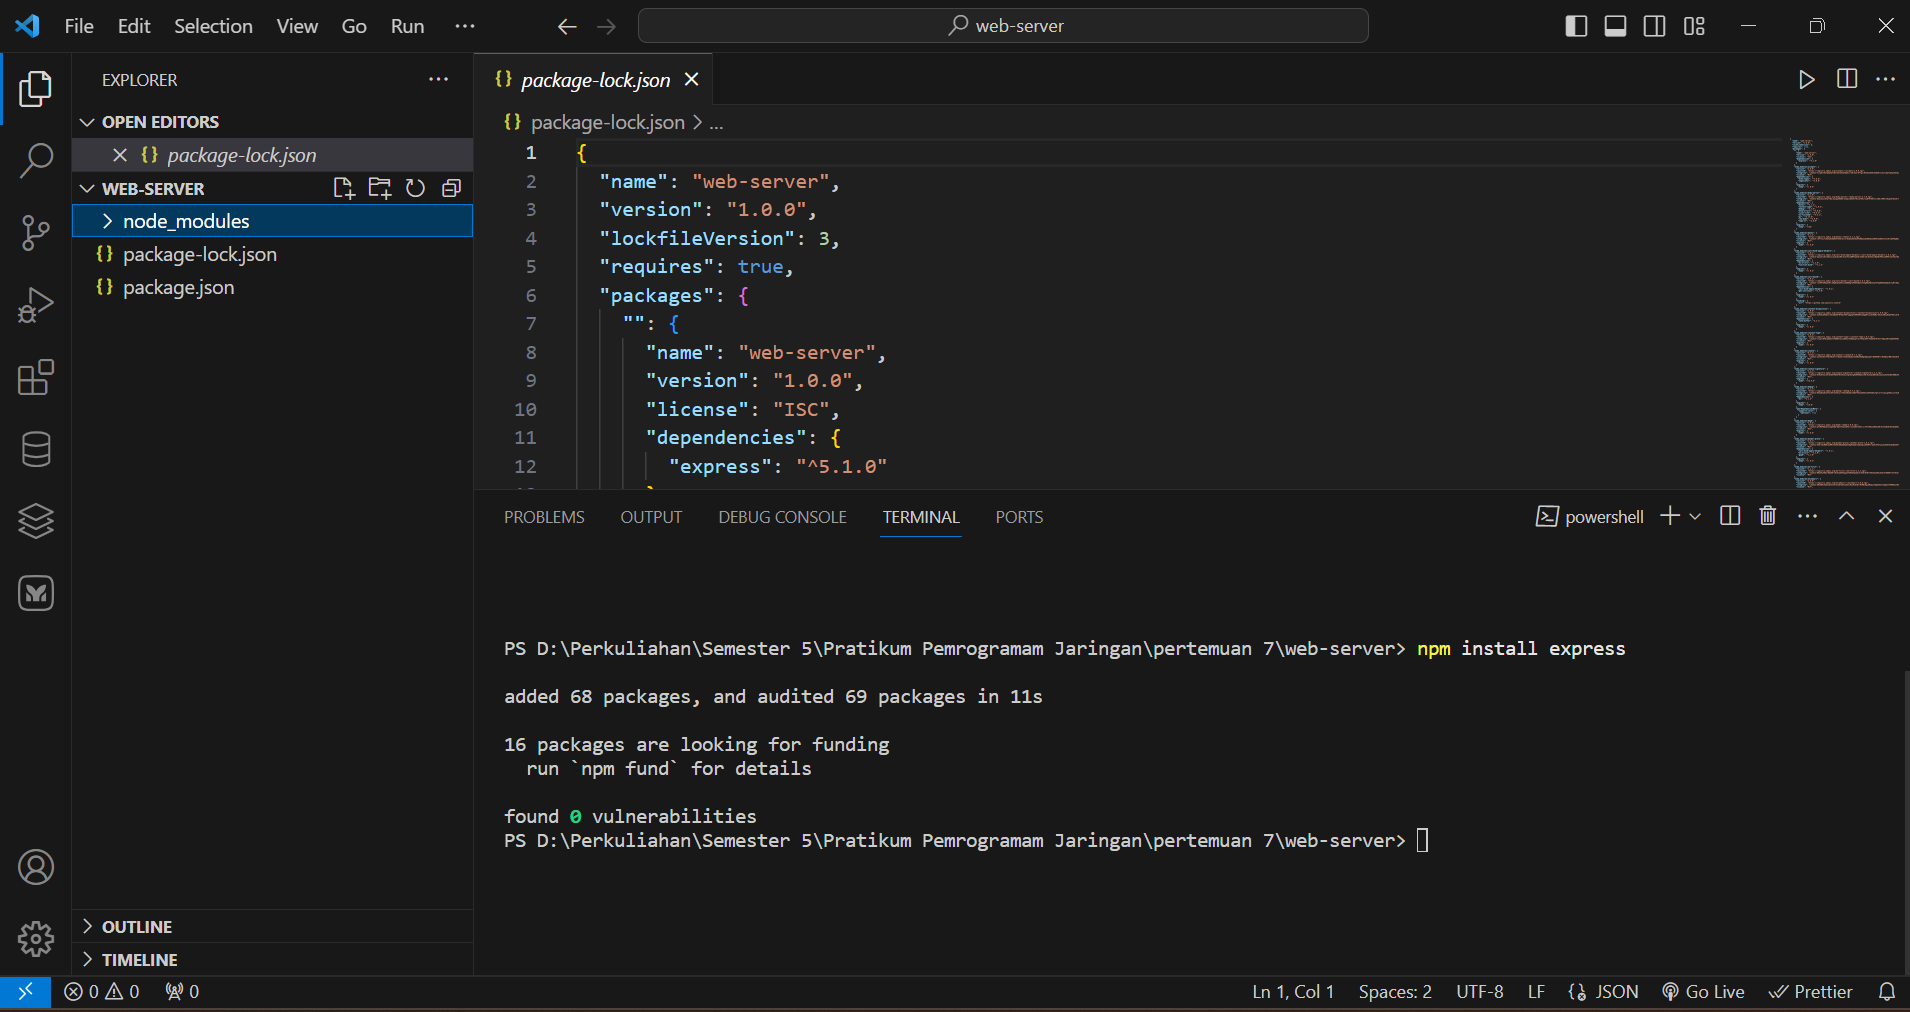 File Edit Selection View Go Run ···
web-server
EXPLORER
OPEN EDITORS
{} package-lock.json
WEB-SERVER
node_modules
{} package-lock.json
{} package.json
OUTLINE
TIMELINE
{} package-lock.json
{} package-lock.json > ...
1 {
2 "name": "web-server",
3 "version": "1.0.0",
4 "lockfileVersion": 3,
5 "requires": true,
6 "packages": {
7 "": {
8 "name": "web-server",
9 "version": "1.0.0",
10 "license": "ISC",
11 "dependencies": {
12 "express": "^5.1.0"
PROBLEMS OUTPUT DEBUG CONSOLE TERMINAL PORTS
powershell
PS D:\Perkuliahan\Semester 5\Pratikum Pemrogramam Jaringan\pertemuan 7\web-server> npm install express
added 68 packages, and audited 69 packages in 11s
16 packages are looking for funding
run `npm fund` for details
found 0 vulnerabilities
PS D:\Perkuliahan\Semester 5\Pratikum Pemrogramam Jaringan\pertemuan 7\web-server>
0 0 0
Ln 1, Col 1 Spaces: 2 UTF-8 LF {} JSON Go Live Prettier